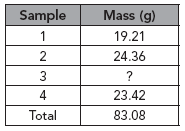 Sample Mass (g)
1 19.21
2 24.36
3 ?
4 23.42
Total 83.08